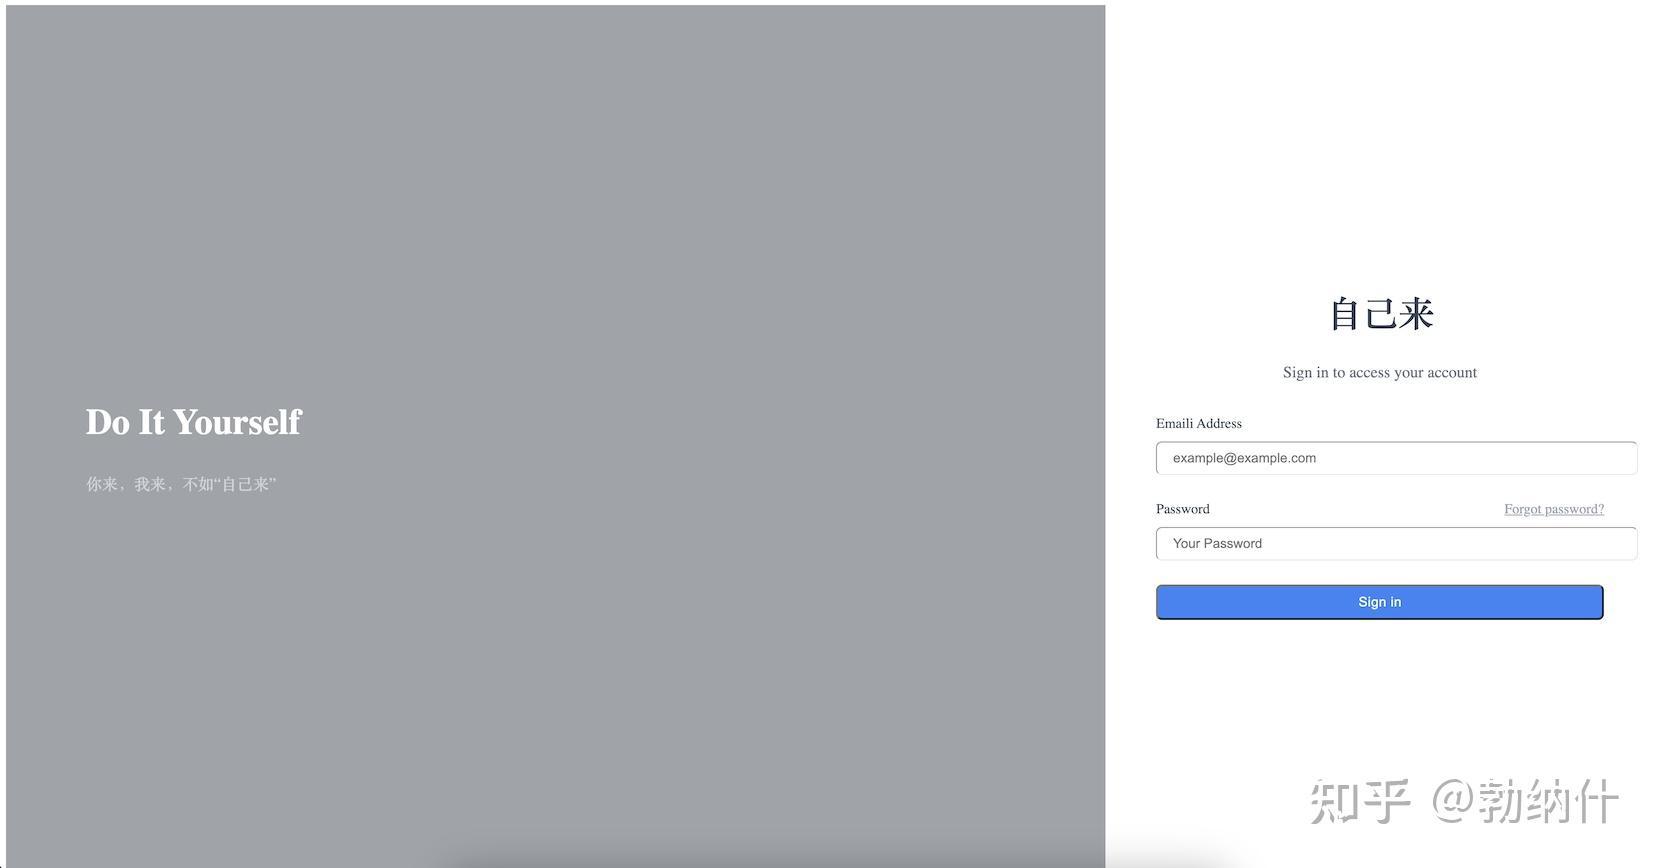 Do It Yourself
你来，我来，不如“自己来”
自己来
Sign in to access your account
Emaili Address
example@example.com
Password
Forgot password?
Your Password
Sign in
知乎 @勃纳什